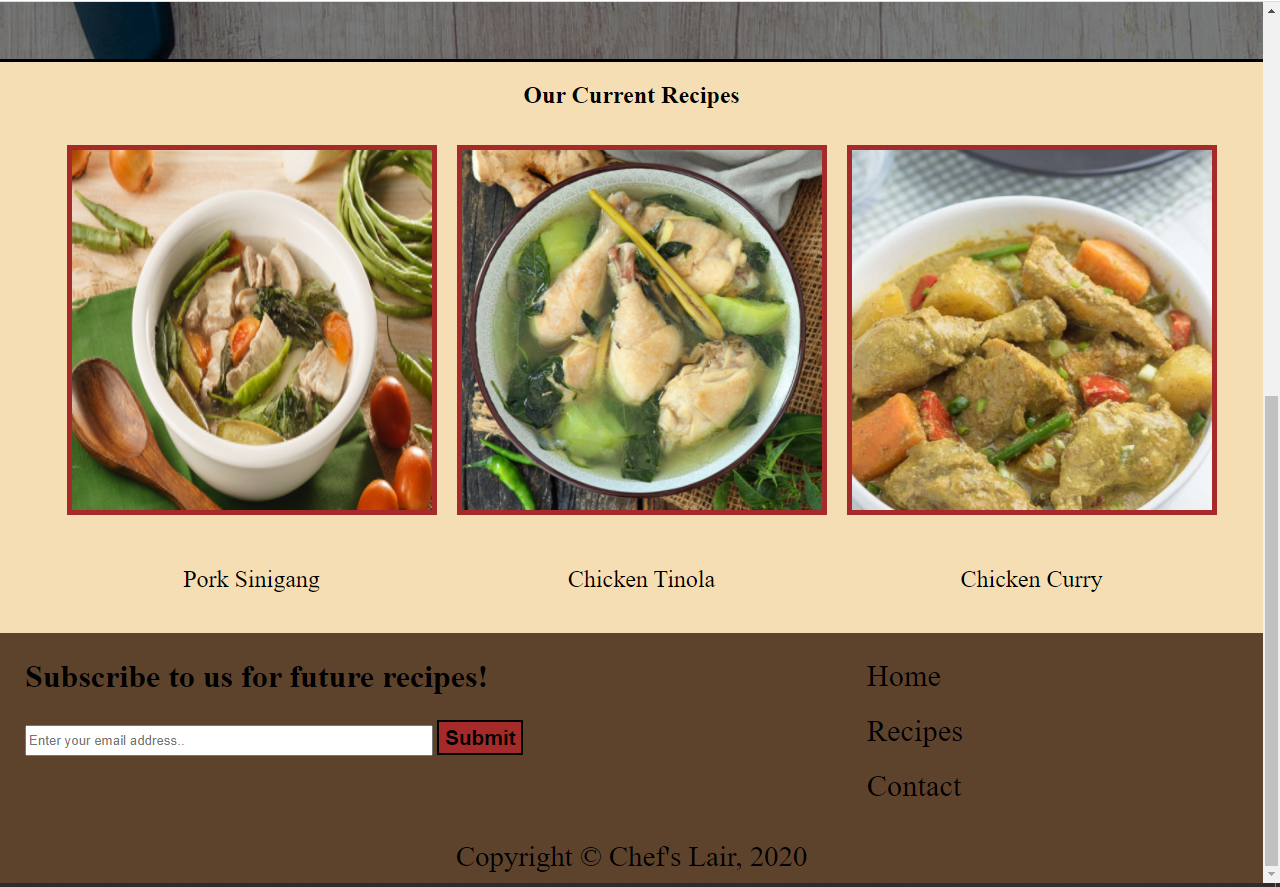 Our Current Recipes
Pork Sinigang
Chicken Tinola
Chicken Curry
Subscribe to us for future recipes!
Enter your email address..
Submit
Home
Recipes
Contact
Copyright © Chef's Lair, 2020